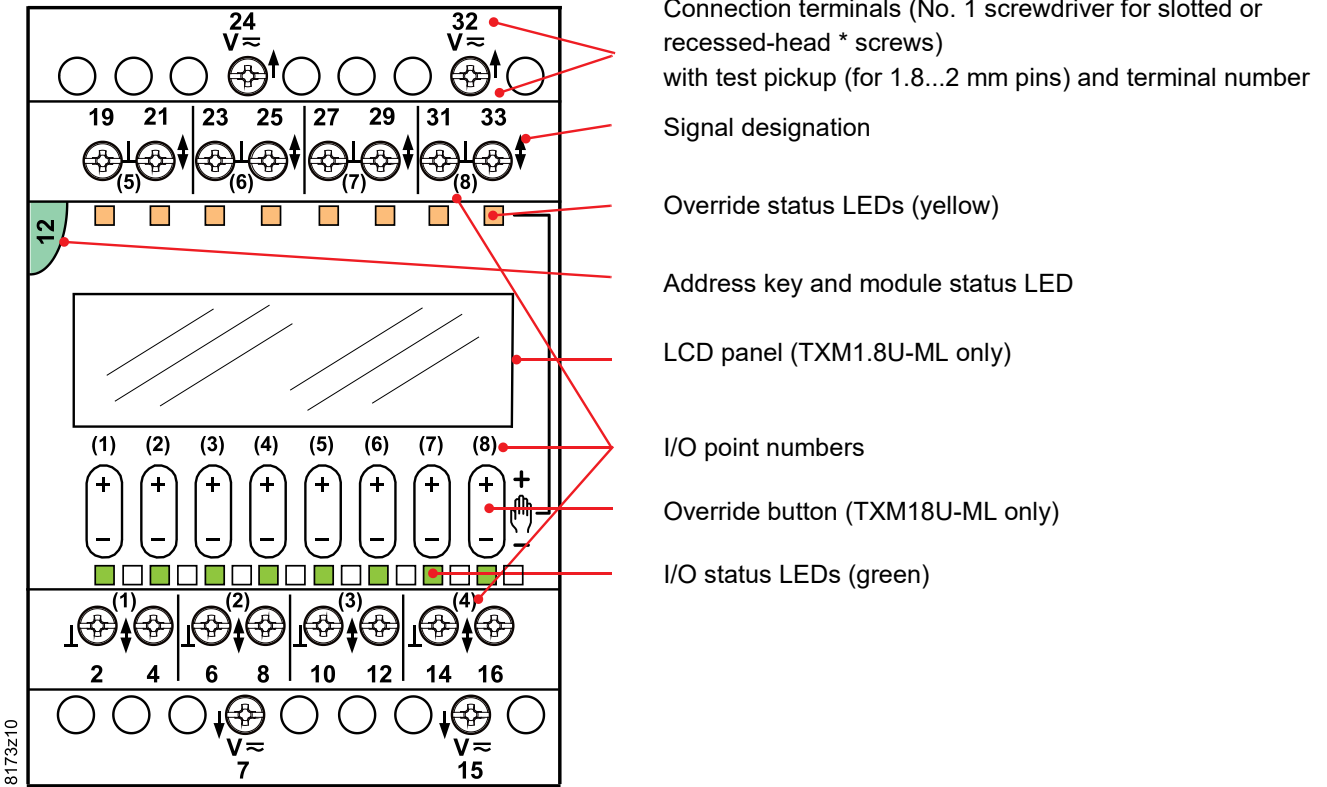 24 32
V≂ V≂
19 21 23 25 27 29 31 33
(5) (6) (7) (8)
12
(1) (2) (3) (4) (5) (6) (7) (8)
+ + + + + + + + +
– – – – – – – – –
(1) (2) (3) (4)
2 4 6 8 10 12 14 16
V≂ V≂
7 15
8173z10
Connection terminals (No. 1 screwdriver for slotted or
recessed-head * screws)
with test pickup (for 1.8...2 mm pins) and terminal number
Signal designation
Override status LEDs (yellow)
Address key and module status LED
LCD panel (TXM1.8U-ML only)
I/O point numbers
Override button (TXM18U-ML only)
I/O status LEDs (green)